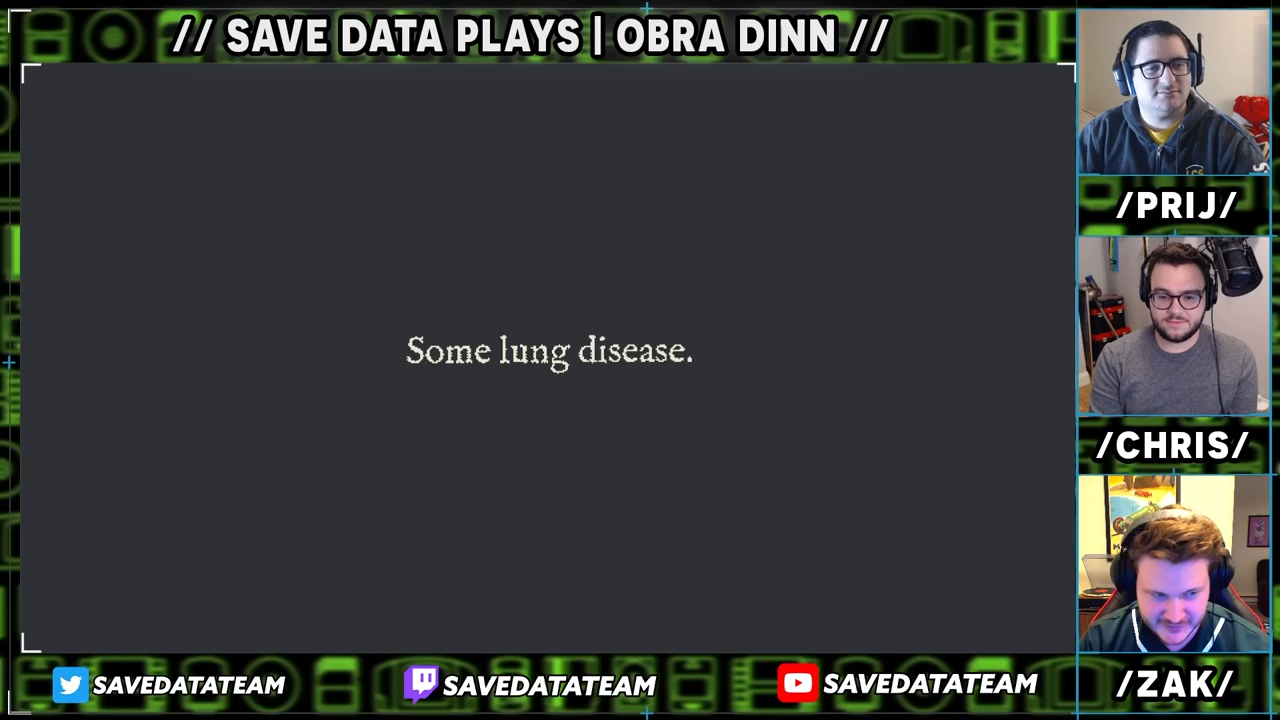 // SAVE DATA PLAYS | OBRA DINN //
Some lung disease.
/PRIJ/
/CHRIS/
/ZAK/
SAVEDATATEAM
SAVEDATATEAM
SAVEDATATEAM